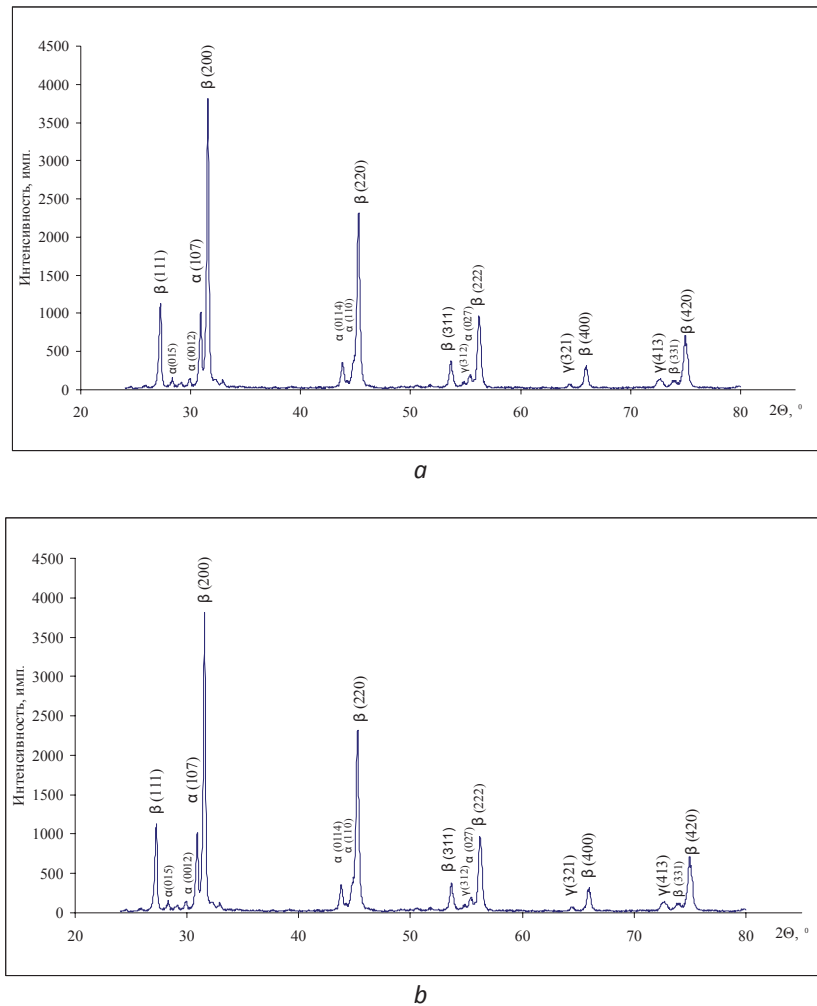 4500
4000
3500
3000
2500
2000
1500
1000
500
0
Интенсивность, имп.
β (111)
α(015)
α (0012)
α (107)
β (200)
α (0114)
α (110)
β (220)
β (311)
γ(312)
α (027)
β (222)
γ(321)
β (400)
γ(413)
β (331)
β (420)
20 30 40 50 60 70 80 2Θ, °
a
4500
4000
3500
3000
2500
2000
1500
1000
500
0
Интенсивность, имп.
β (111)
α(015)
α (0012)
α (107)
β (200)
α (0114)
α (110)
β (220)
β (311)
γ(312)
α (027)
β (222)
γ(321)
β (400)
γ(413)
β (331)
β (420)
20 30 40 50 60 70 80 2Θ, °
b